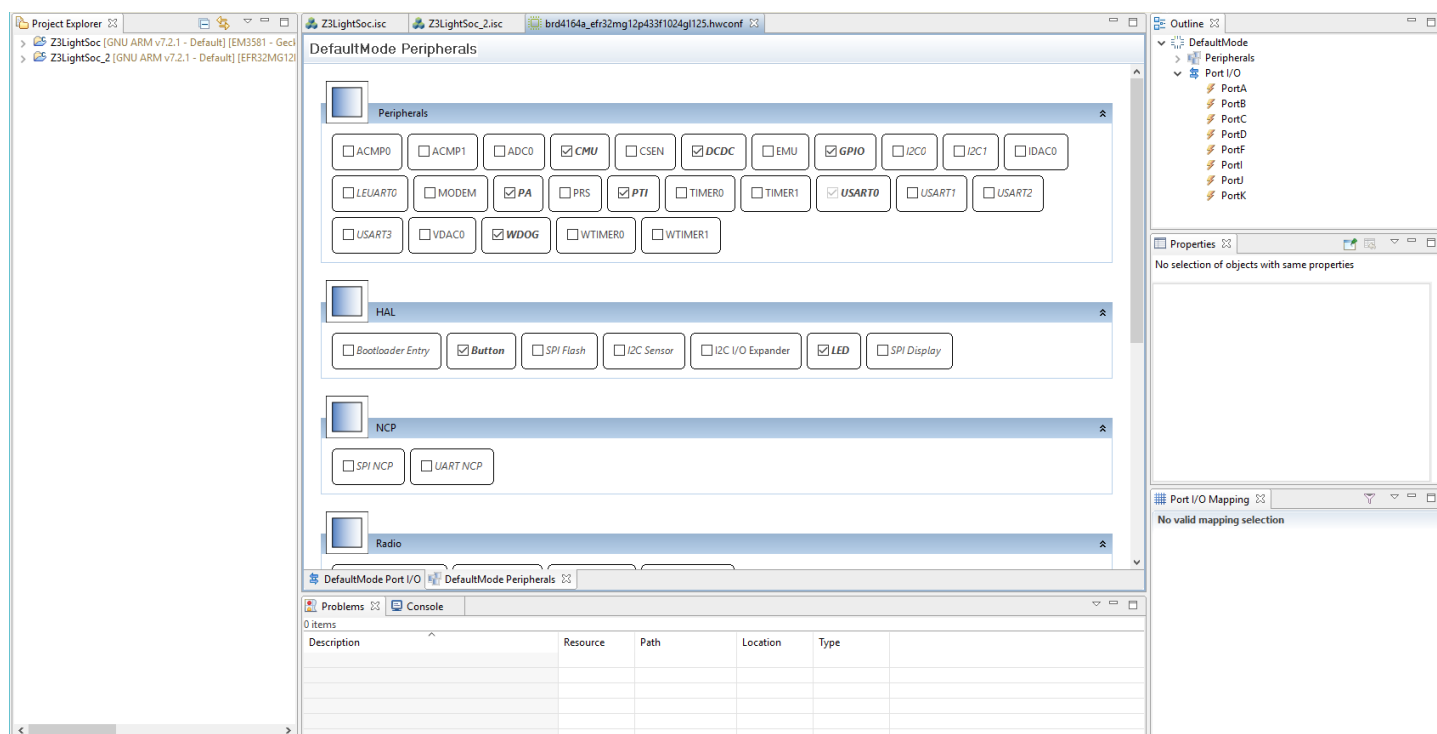 Project Explorer
Z3LightSoc [GNU ARM v7.2.1 - Default] [EM3581 - Geck
Z3LightSoc_2 [GNU ARM v7.2.1 - Default] [EFR32MG12
Z3LightSoc.isc Z3LightSoc_2.isc brd4164a_efr32mg12p433f1024gl125.hwconf
DefaultMode Peripherals
Peripherals
ACMP0 ACMP1 ADC0 CMU CSEN DCDC EMU GPIO I2C0 I2C1 IDAC0
LEUART0 MODEM PA PRS PTI TIMER0 TIMER1 USART0 USART1 USART2
USART3 VDAC0 WDOG WTIMER0 WTIMER1
HAL
Bootloader Entry Button SPI Flash I2C Sensor I2C I/O Expander LED SPI Display
NCP
SPI NCP UART NCP
Radio
DefaultMode Port I/O DefaultMode Peripherals
Problems Console
0 items
Description Resource Path Location Type
Outline
DefaultMode
Peripherals
Port I/O
PortA
PortB
PortC
PortD
PortF
PortI
PortJ
PortK
Properties
No selection of objects with same properties
Port I/O Mapping
No valid mapping selection